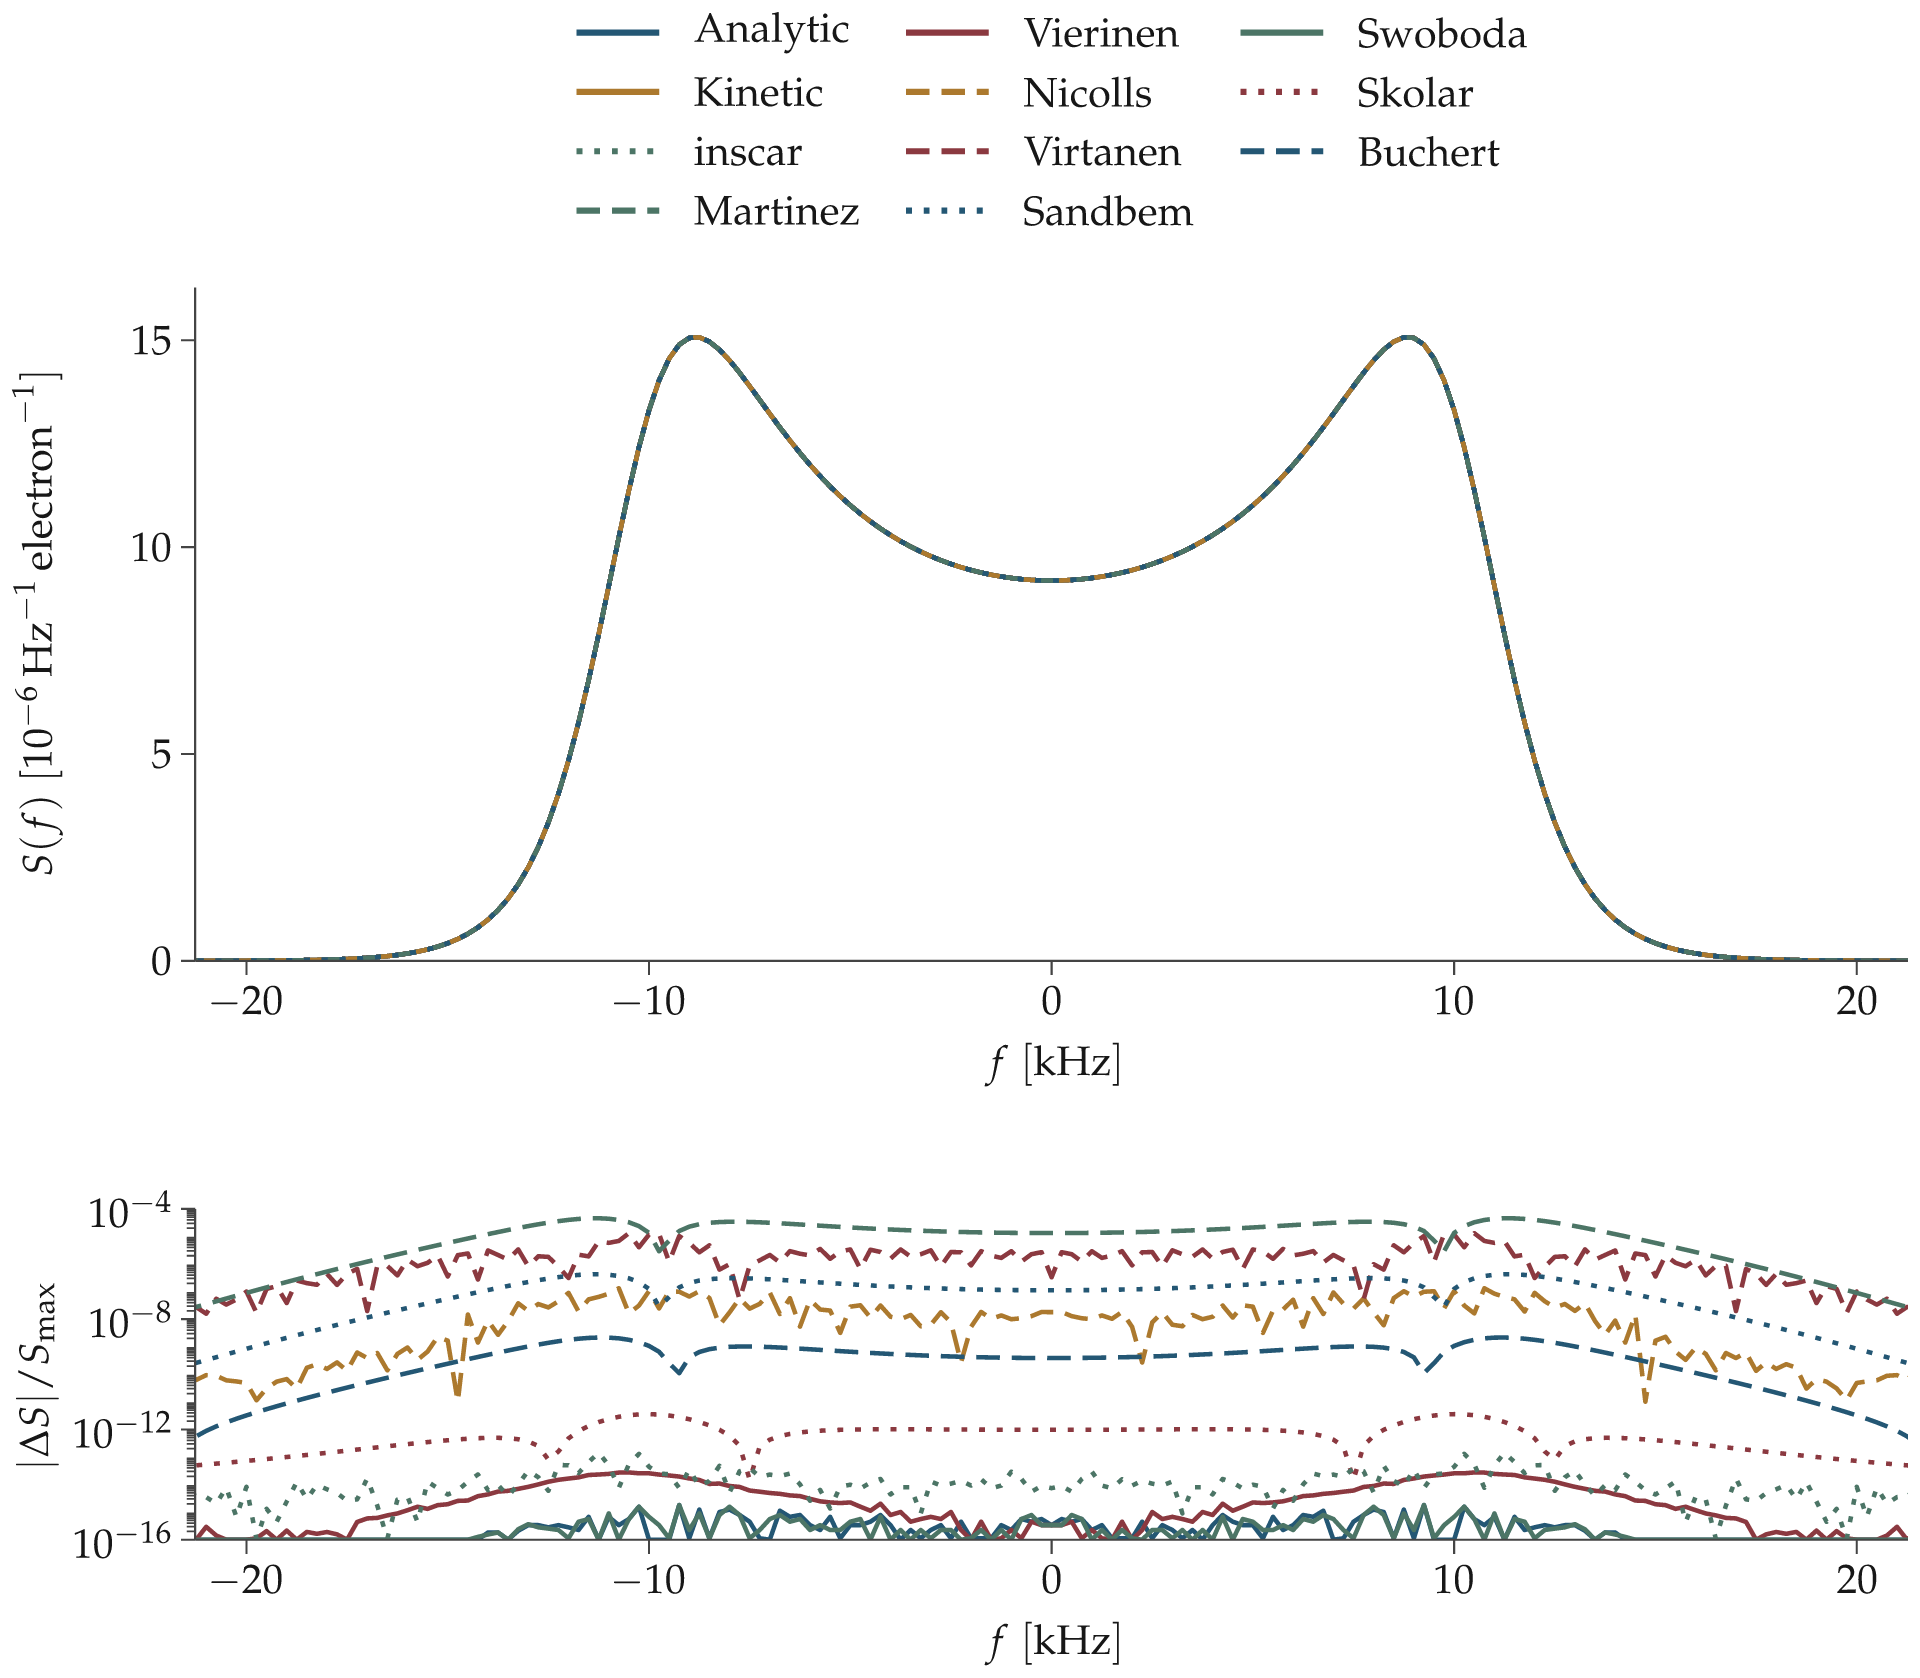 Analytic Vierinen Swoboda
Kinetic Nicolls Skolar
inscar Virtanen Buchert
Martinez Sandbem
S(f) [10⁻⁶ Hz⁻¹ electron⁻¹]
15
10
5
0
−20 −10 0 10 20
f [kHz]
|ΔS| / Smax
10⁻⁴
10⁻⁸
10⁻¹²
10⁻¹⁶
−20 −10 0 10 20
f [kHz]